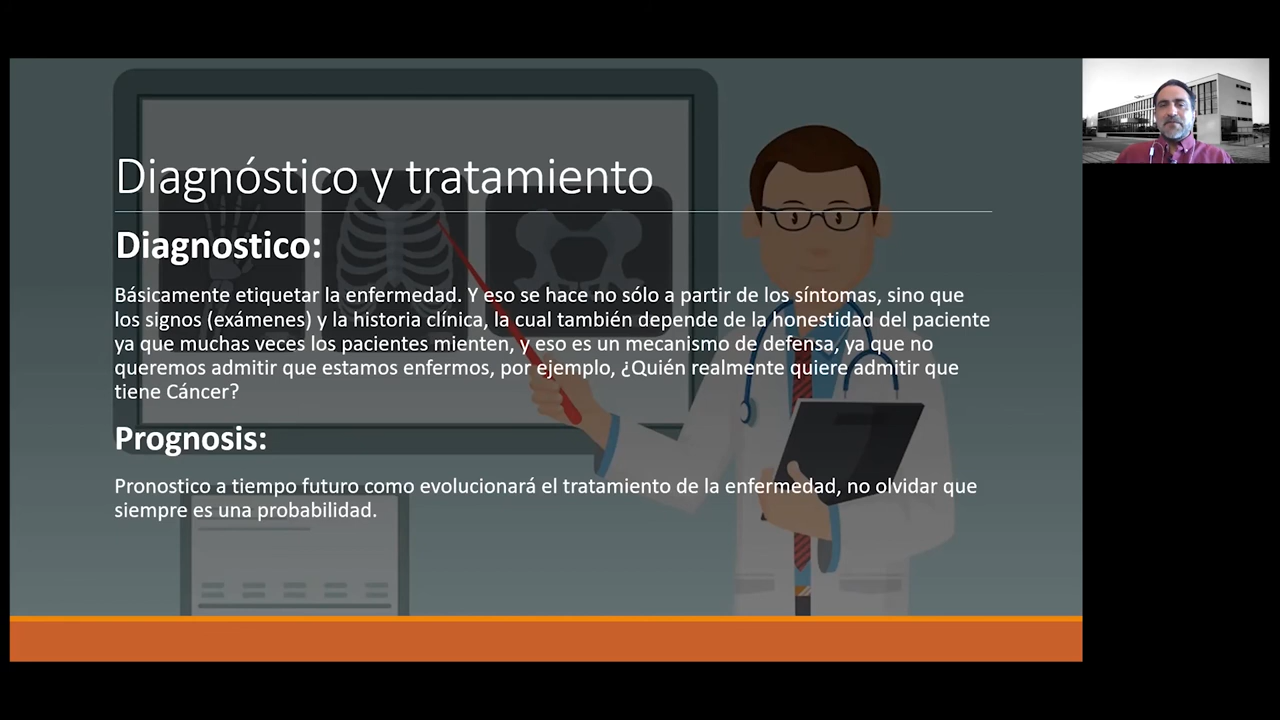 Diagnóstico y tratamiento
Diagnostico:
Básicamente etiquetar la enfermedad. Y eso se hace no sólo a partir de los síntomas, sino que
los signos (exámenes) y la historia clínica, la cual también depende de la honestidad del paciente
ya que muchas veces los pacientes mienten, y eso es un mecanismo de defensa, ya que no
queremos admitir que estamos enfermos, por ejemplo, ¿Quién realmente quiere admitir que
tiene Cáncer?
Prognosis:
Pronostico a tiempo futuro como evolucionará el tratamiento de la enfermedad, no olvidar que
siempre es una probabilidad.